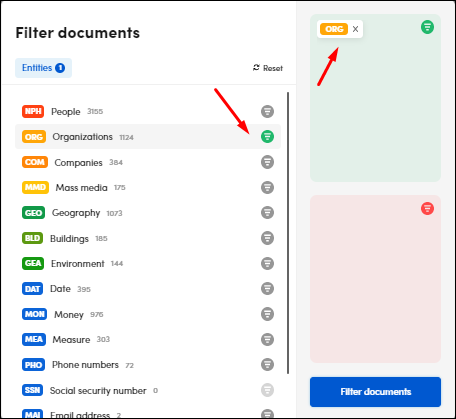 Filter documents
Entities 1
Reset
NPH People 3155
ORG Organizations 1124
COM Companies 384
MMD Mass media 175
GEO Geography 1073
BLD Buildings 185
GEA Environment 144
DAT Date 395
MON Money 976
MEA Measure 303
PHO Phone numbers 72
SSN Social security number 0
MAI Email address 2
ORG X
Filter documents